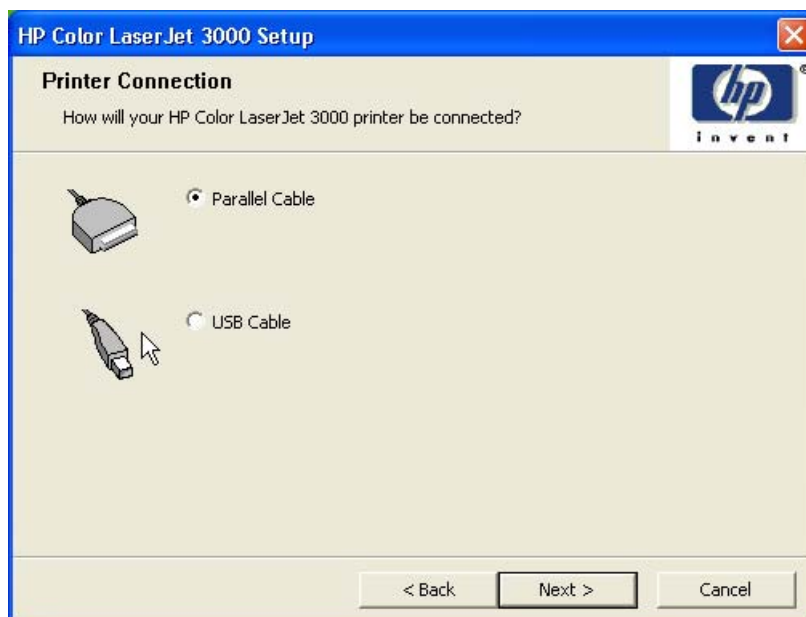 HP Color LaserJet 3000 Setup
Printer Connection
How will your HP Color LaserJet 3000 printer be connected?
hp
®
invent
Parallel Cable
USB Cable
< Back
Next >
Cancel